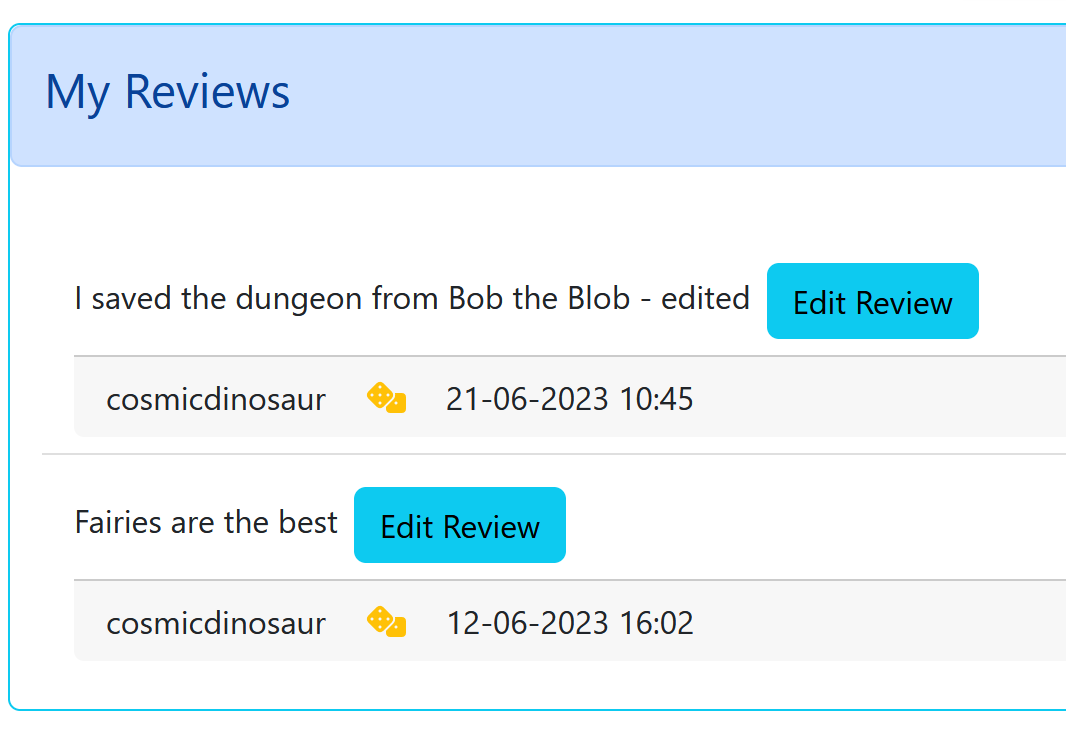 My Reviews
I saved the dungeon from Bob the Blob - edited Edit Review
cosmicdinosaur 21-06-2023 10:45
Fairies are the best Edit Review
cosmicdinosaur 12-06-2023 16:02